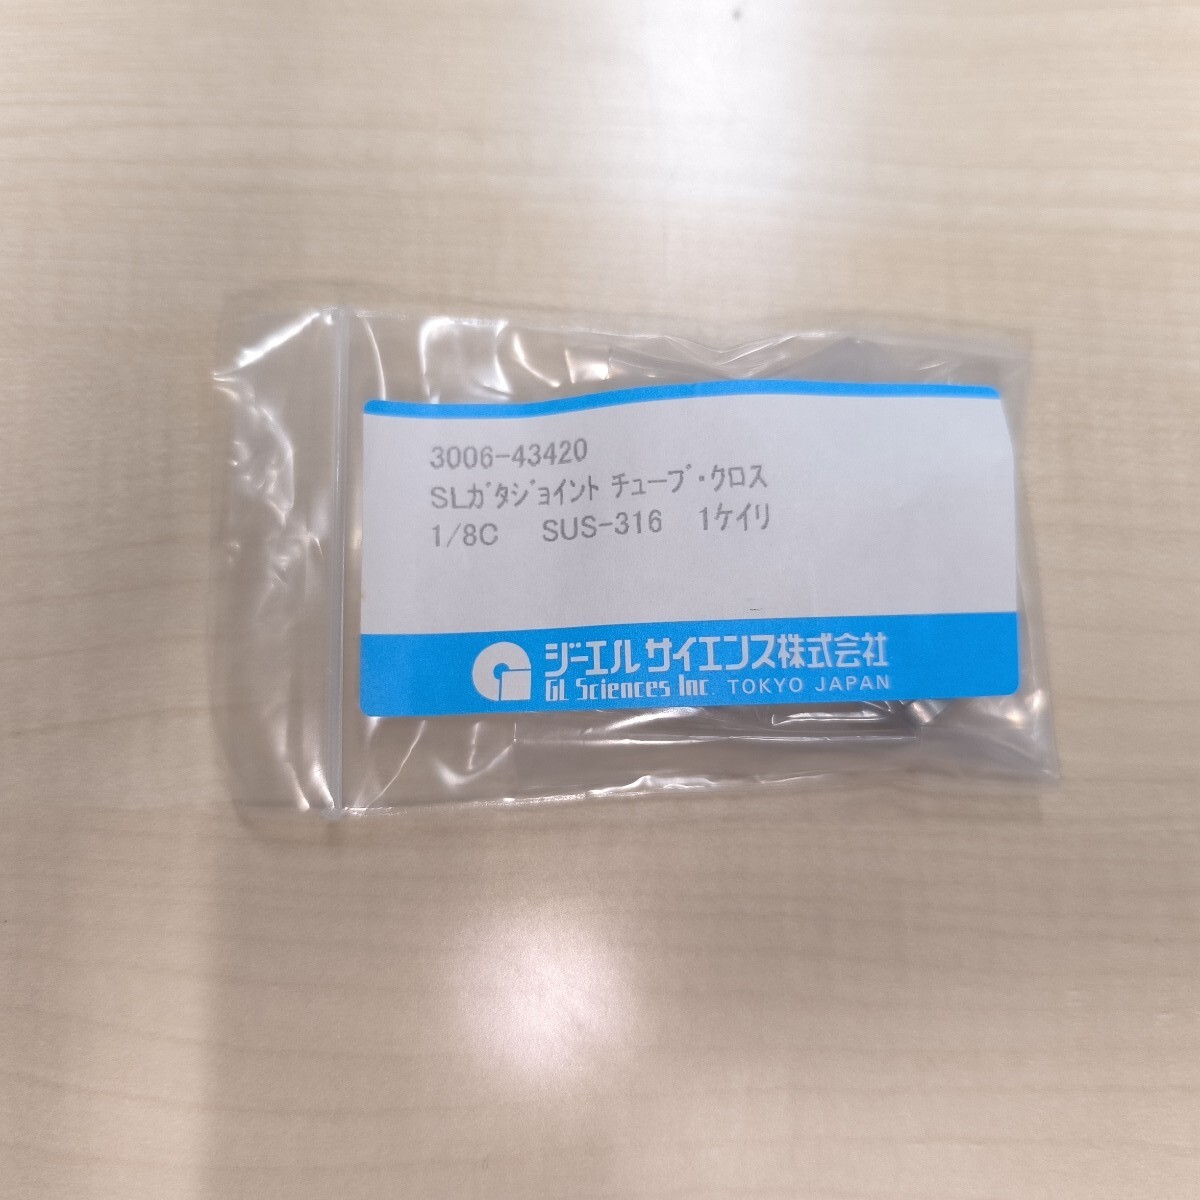 3006-43420
SLｶﾞﾀｼﾞｮｲﾝﾄ ﾁｭｰﾌﾞ･ｸﾛｽ
1/8C SUS-316 1ｹｲﾘ
ジーエルサイエンス株式会社
GL Sciences Inc. TOKYO JAPAN